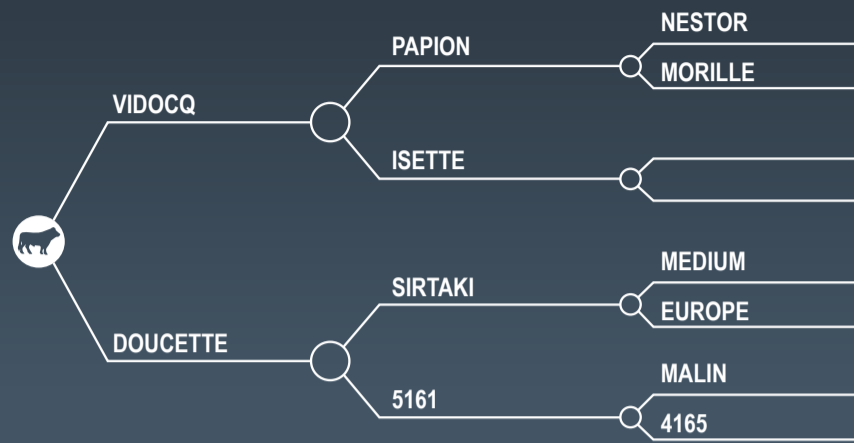 NESTOR
PAPION
MORILLE
VIDOCQ
ISETTE
MEDIUM
SIRTAKI
EUROPE
DOUCETTE
MALIN
5161
4165